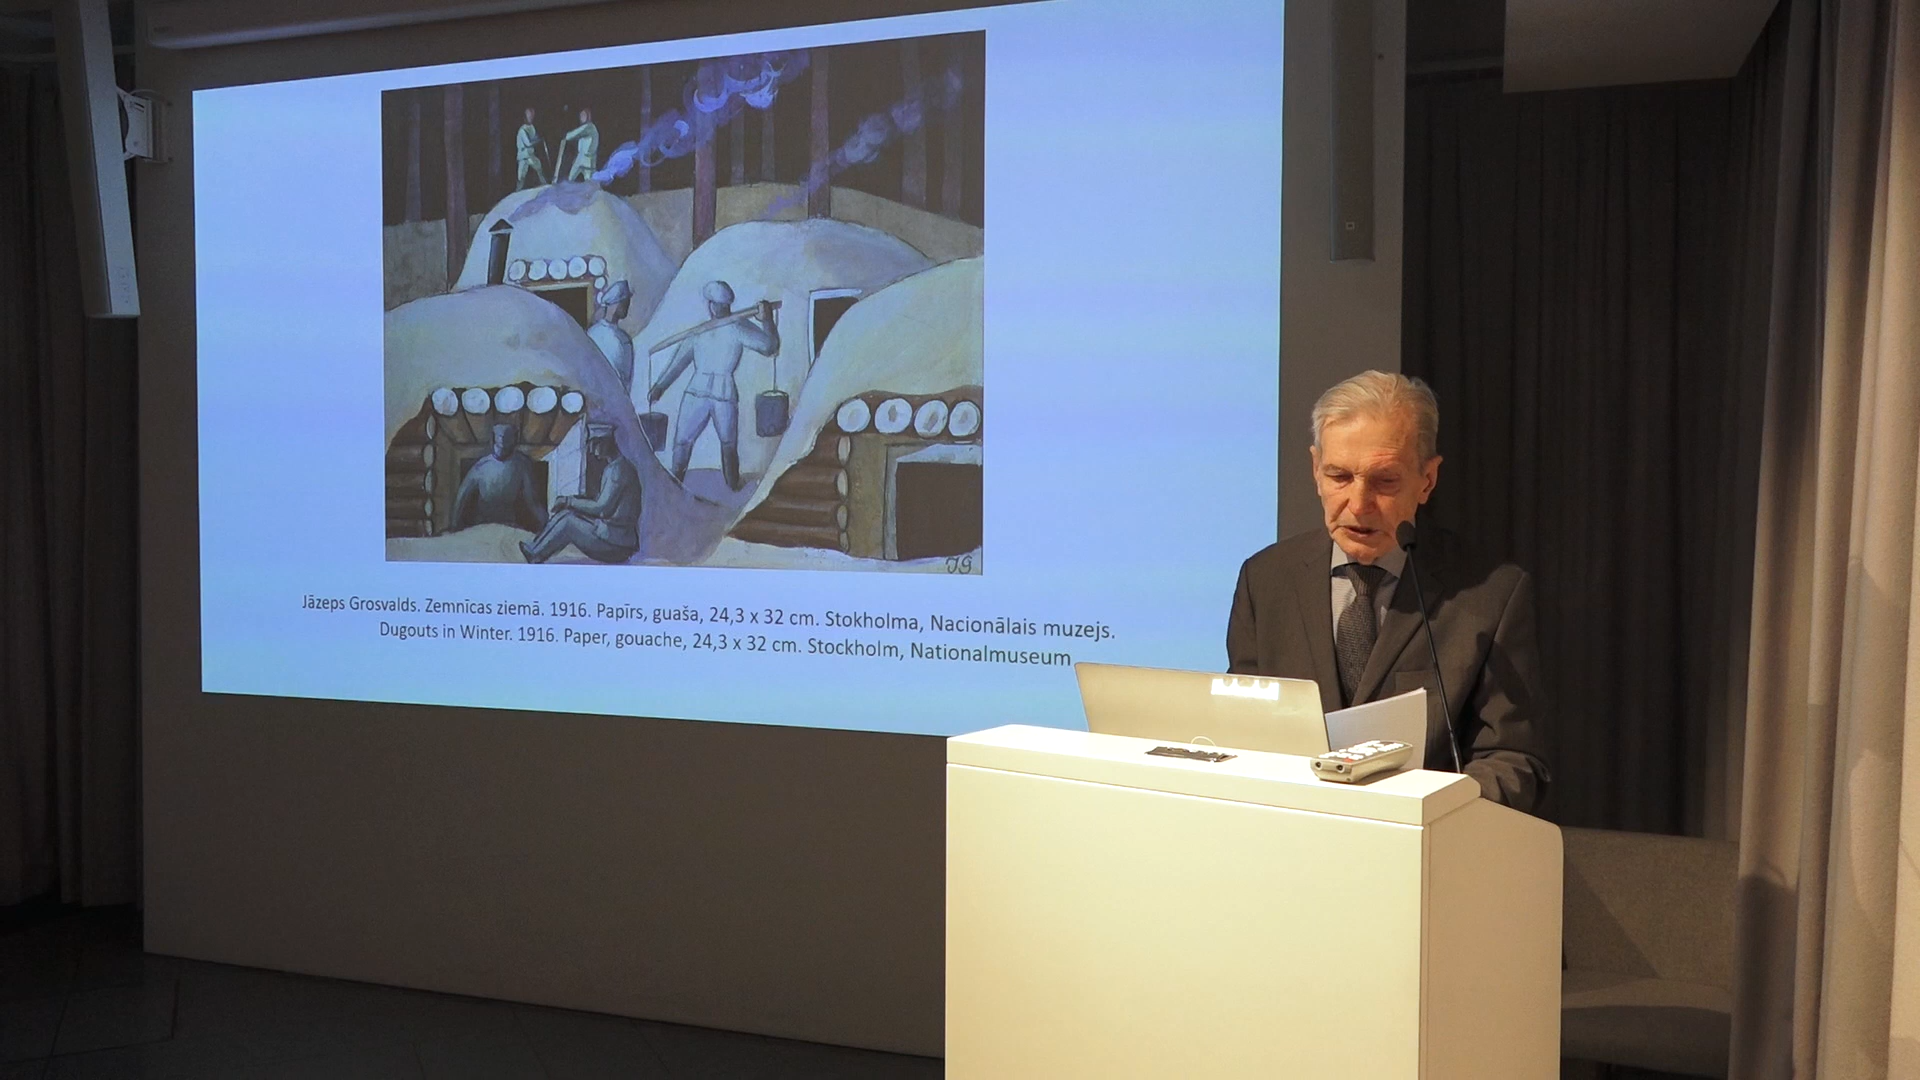 JG
Jāzeps Grosvalds. Zemnīcas ziemā. 1916. Papīrs, guaša, 24,3 x 32 cm. Stokholma, Nacionālais muzejs.
Dugouts in Winter. 1916. Paper, gouache, 24,3 x 32 cm. Stockholm, Nationalmuseum